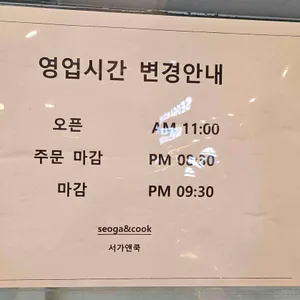 영업시간 변경안내
오픈 AM 11:00
주문 마감 PM
마감 PM 09:30
seoga&cook
서가앤쿡